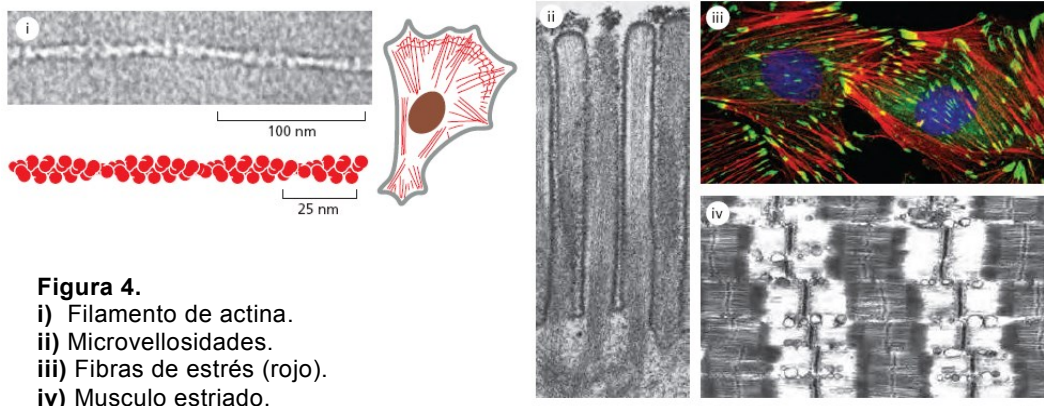 i
100 nm
25 nm
ii
iii
iv
Figura 4.
i) Filamento de actina.
ii) Microvellosidades.
iii) Fibras de estrés (rojo).
iv) Musculo estriado.